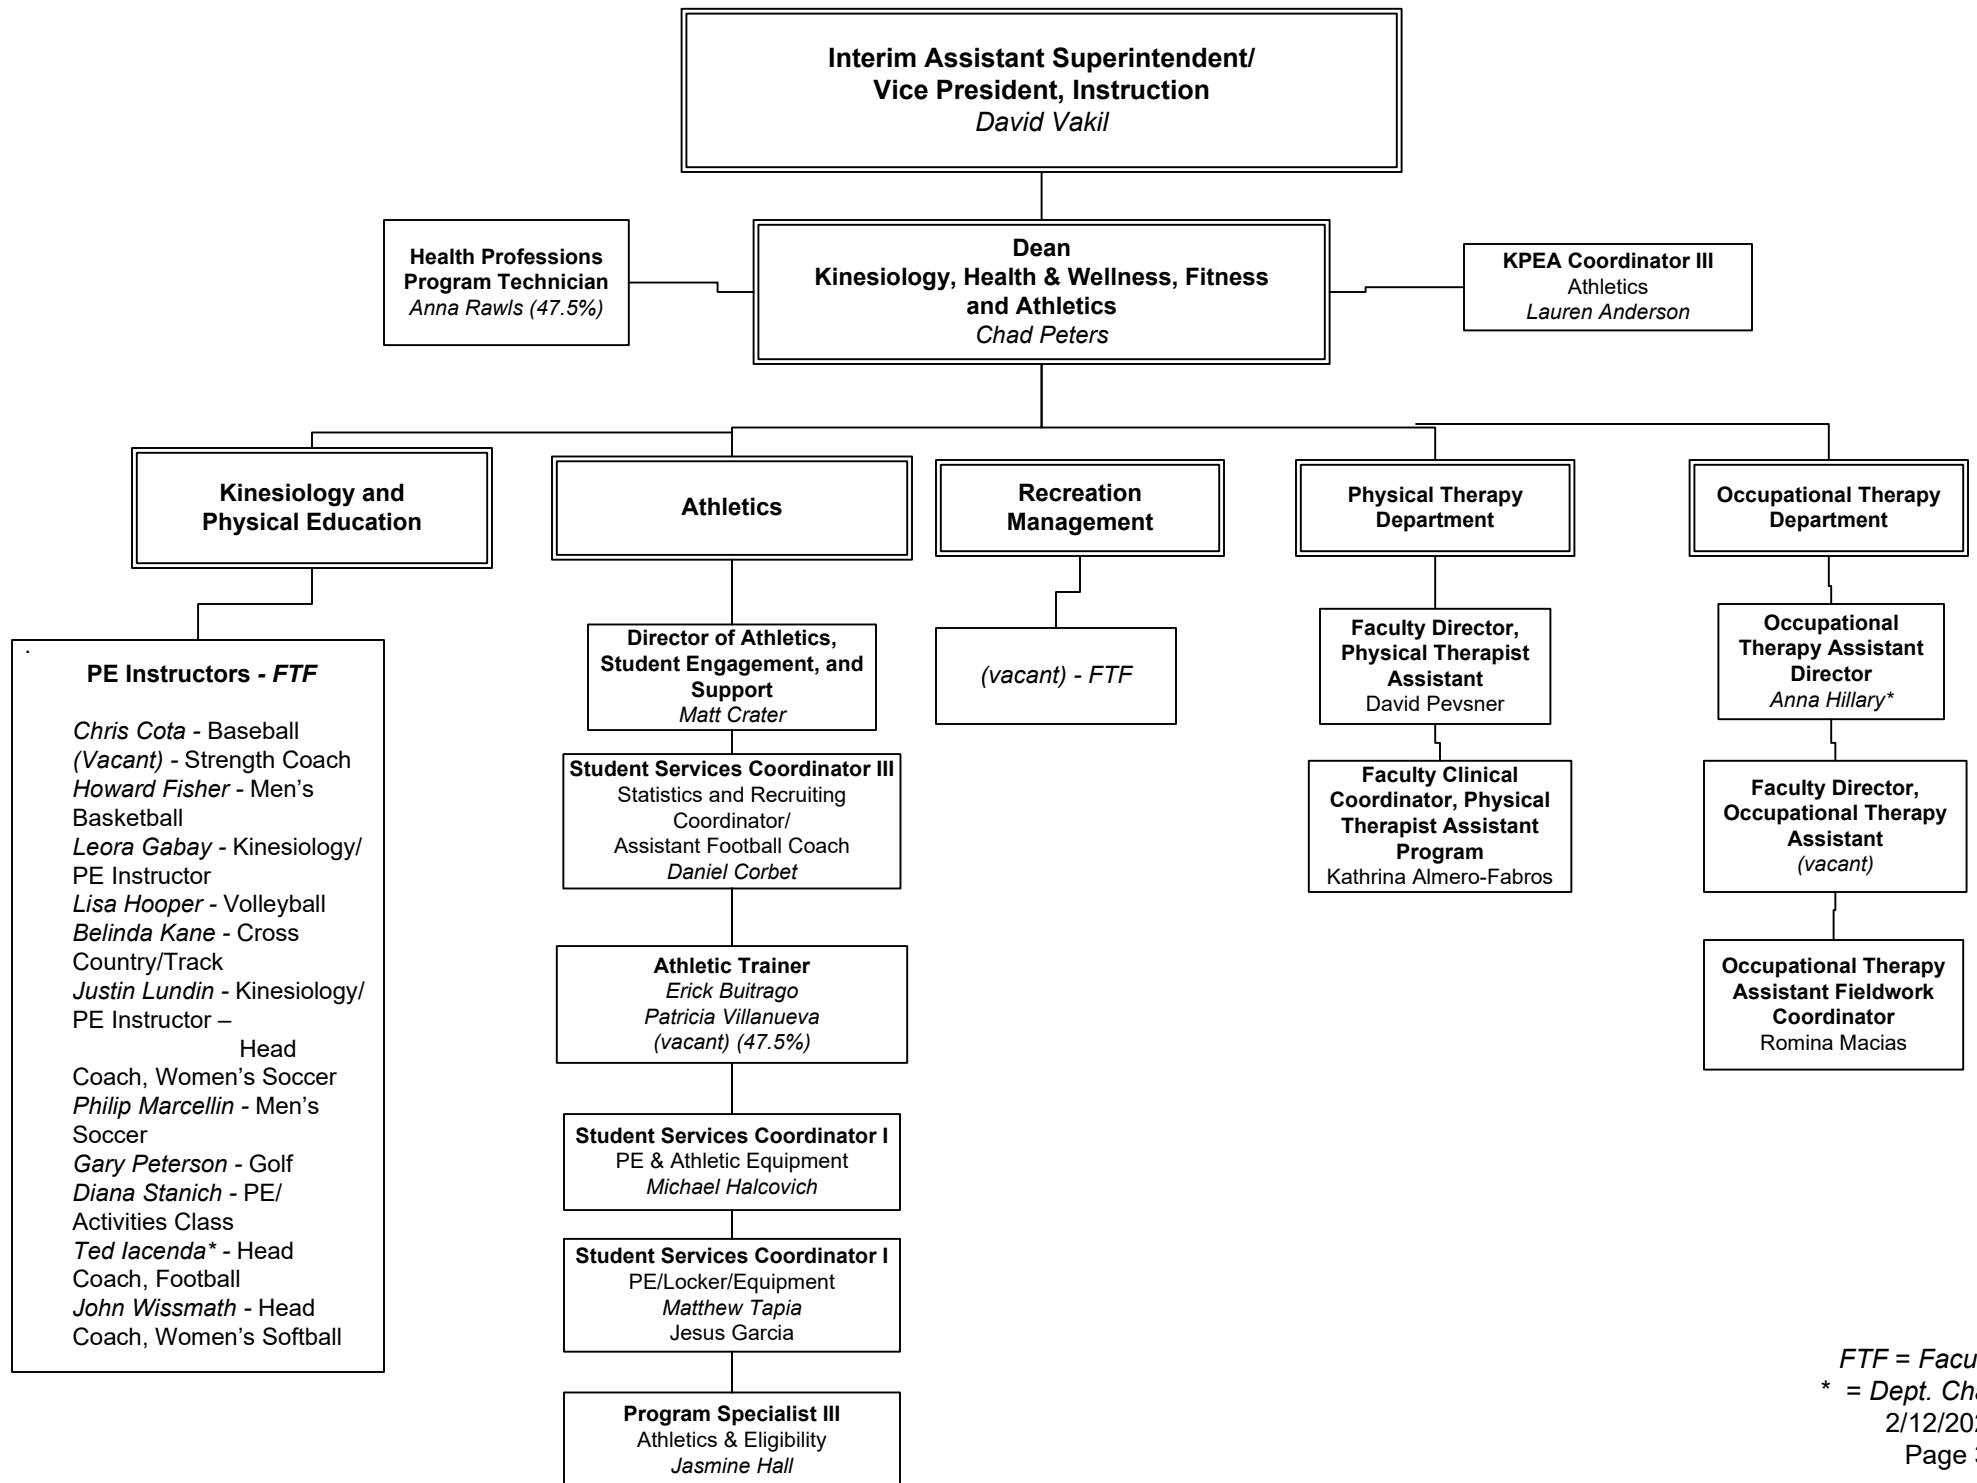 Interim Assistant Superintendent/
Vice President, Instruction
David Vakil
Health Professions
Program Technician
Anna Rawls (47.5%)
Dean
Kinesiology, Health & Wellness, Fitness
and Athletics
Chad Peters
KPEA Coordinator III
Athletics
Lauren Anderson
Kinesiology and
Physical Education
Athletics
Recreation
Management
Physical Therapy
Department
Occupational Therapy
Department
.
PE Instructors - FTF
Chris Cota - Baseball
(Vacant) - Strength Coach
Howard Fisher - Men's
Basketball
Leora Gabay - Kinesiology/
PE Instructor
Lisa Hooper - Volleyball
Belinda Kane - Cross
Country/Track
Justin Lundin - Kinesiology/
PE Instructor –
Head
Coach, Women's Soccer
Philip Marcellin - Men's
Soccer
Gary Peterson - Golf
Diana Stanich - PE/
Activities Class
Ted Iacenda* - Head
Coach, Football
John Wissmath - Head
Coach, Women's Softball
Director of Athletics,
Student Engagement, and
Support
Matt Crater
Student Services Coordinator III
Statistics and Recruiting
Coordinator/
Assistant Football Coach
Daniel Corbet
Athletic Trainer
Erick Buitrago
Patricia Villanueva
(vacant) (47.5%)
Student Services Coordinator I
PE & Athletic Equipment
Michael Halcovich
Student Services Coordinator I
PE/Locker/Equipment
Matthew Tapia
Jesus Garcia
Program Specialist III
Athletics & Eligibility
Jasmine Hall
(vacant) - FTF
Faculty Director,
Physical Therapist
Assistant
David Pevsner
Faculty Clinical
Coordinator, Physical
Therapist Assistant
Program
Kathrina Almero-Fabros
Occupational
Therapy Assistant
Director
Anna Hillary*
Faculty Director,
Occupational Therapy
Assistant
(vacant)
Occupational Therapy
Assistant Fieldwork
Coordinator
Romina Macias
FTF =
* = Dept.
2/12/
Page